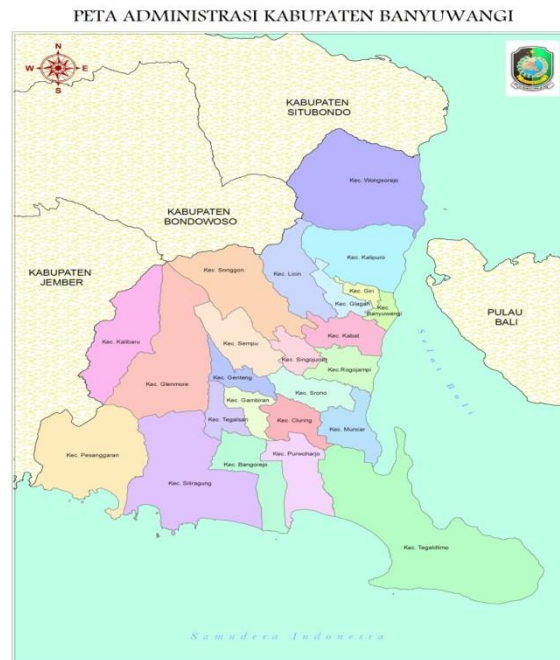 PETA ADMINISTRASI KABUPATEN BANYUWANGI
N
W E
S
KABUPATEN
SITUBONDO
Kec. Wongsorejo
KABUPATEN
BONDOWOSO
KABUPATEN
JEMBER
PULAU
BALI
Kec. Kalipuro
Kec. Songgon
Kec. Licin
Kec. Giri
Kec. Glagah
Kec. Banyuwangi
Kec. Kabat
Kec. Kalibaru
Kec. Sempu
Kec. Singojuruh
Kec. Rogojampi
Selat Bali
Kec. Glenmore
Kec. Genteng
Kec. Srono
Kec. Gambiran
Kec. Tegalsari
Kec. Cluring
Kec. Muncar
Kec. Pesanggaran
Kec. Bangorejo
Kec. Purwoharjo
Kec. Siliragung
Kec. Tegaldlimo
Samudera Indonesia